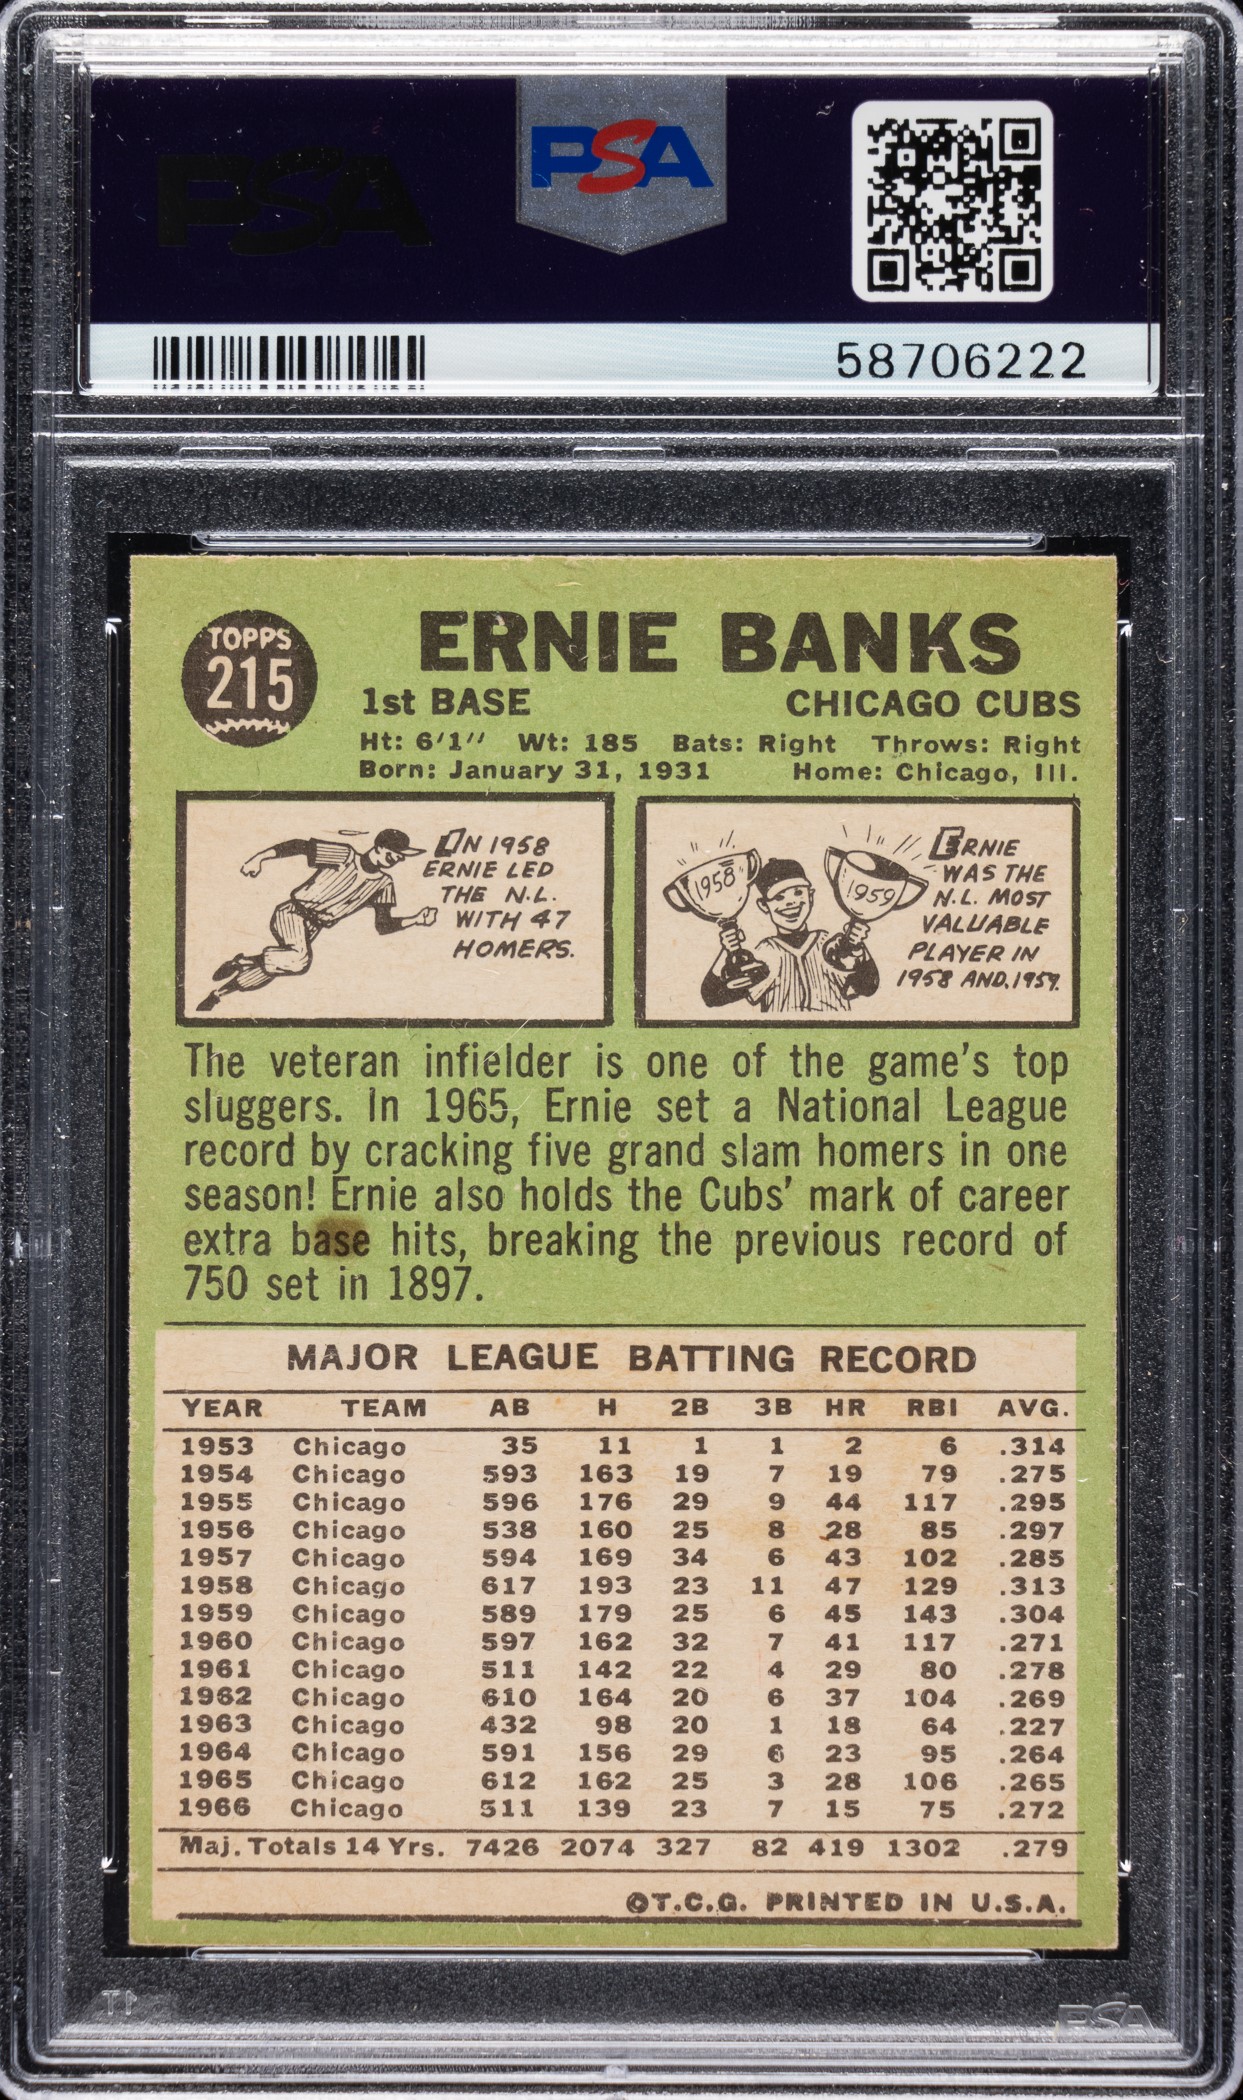 PSA
PSA
58706222
TOPPS
215
ERNIE BANKS
1st BASE CHICAGO CUBS
Ht: 6'1" Wt: 185 Bats: Right Throws: Right
Born: January 31, 1931 Home: Chicago, Ill.
IN 1958
ERNIE LED
THE N.L.
WITH 47
HOMERS.
1958
1959
ERNIE
WAS THE
N.L. MOST
VALUABLE
PLAYER IN
1958 AND 1959.
The veteran infielder is one of the game's top
sluggers. In 1965, Ernie set a National League
record by cracking five grand slam homers in one
season! Ernie also holds the Cubs' mark of career
extra base hits, breaking the previous record of
750 set in 1897.
MAJOR LEAGUE BATTING RECORD
YEAR TEAM AB H 2B 3B HR RBI AVG.
1953 Chicago 35 11 1 1 2 6 .314
1954 Chicago 593 163 19 7 19 79 .275
1955 Chicago 596 176 29 9 44 117 .295
1956 Chicago 538 160 25 8 28 85 .297
1957 Chicago 594 169 34 6 43 102 .285
1958 Chicago 617 193 23 11 47 129 .313
1959 Chicago 589 179 25 6 45 143 .304
1960 Chicago 597 162 32 7 41 117 .271
1961 Chicago 511 142 22 4 29 80 .278
1962 Chicago 610 164 20 6 37 104 .269
1963 Chicago 432 98 20 1 18 64 .227
1964 Chicago 591 156 29 6 23 95 .264
1965 Chicago 612 162 25 3 28 106 .265
1966 Chicago 511 139 23 7 15 75 .272
Maj. Totals 14 Yrs. 7426 2074 327 82 419 1302 .279
©T.C.G. PRINTED IN U.S.A.
PSA